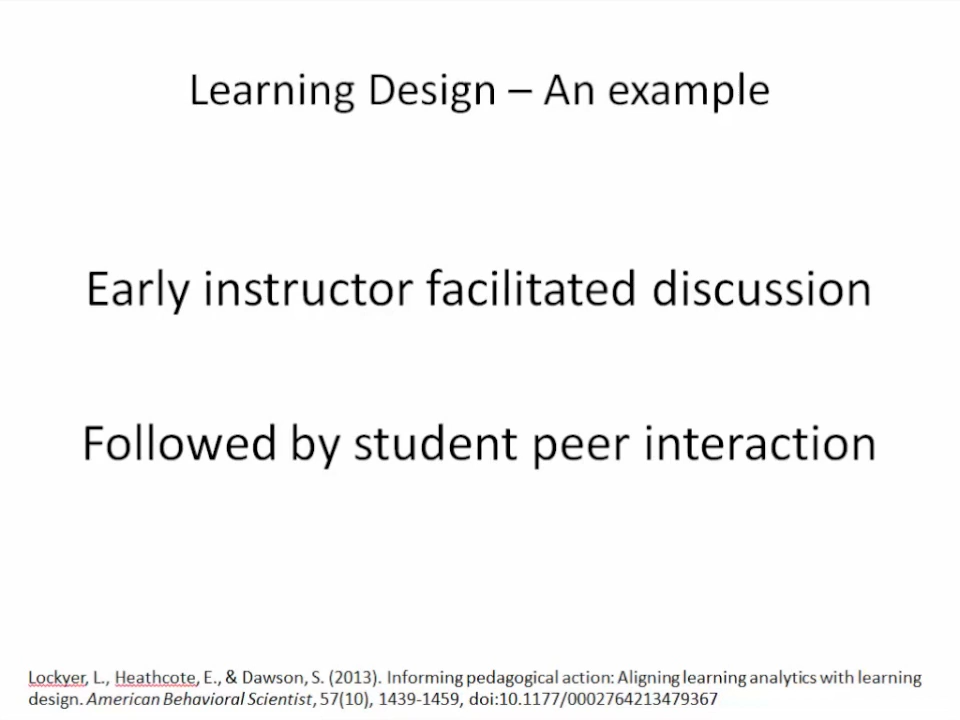 Learning Design – An example
Early instructor facilitated discussion
Followed by student peer interaction
Lockyer, L., Heathcote, E., & Dawson, S. (2013). Informing pedagogical action: Aligning learning analytics with learning
design. American Behavioral Scientist, 57(10), 1439-1459, doi:10.1177/0002764213479367